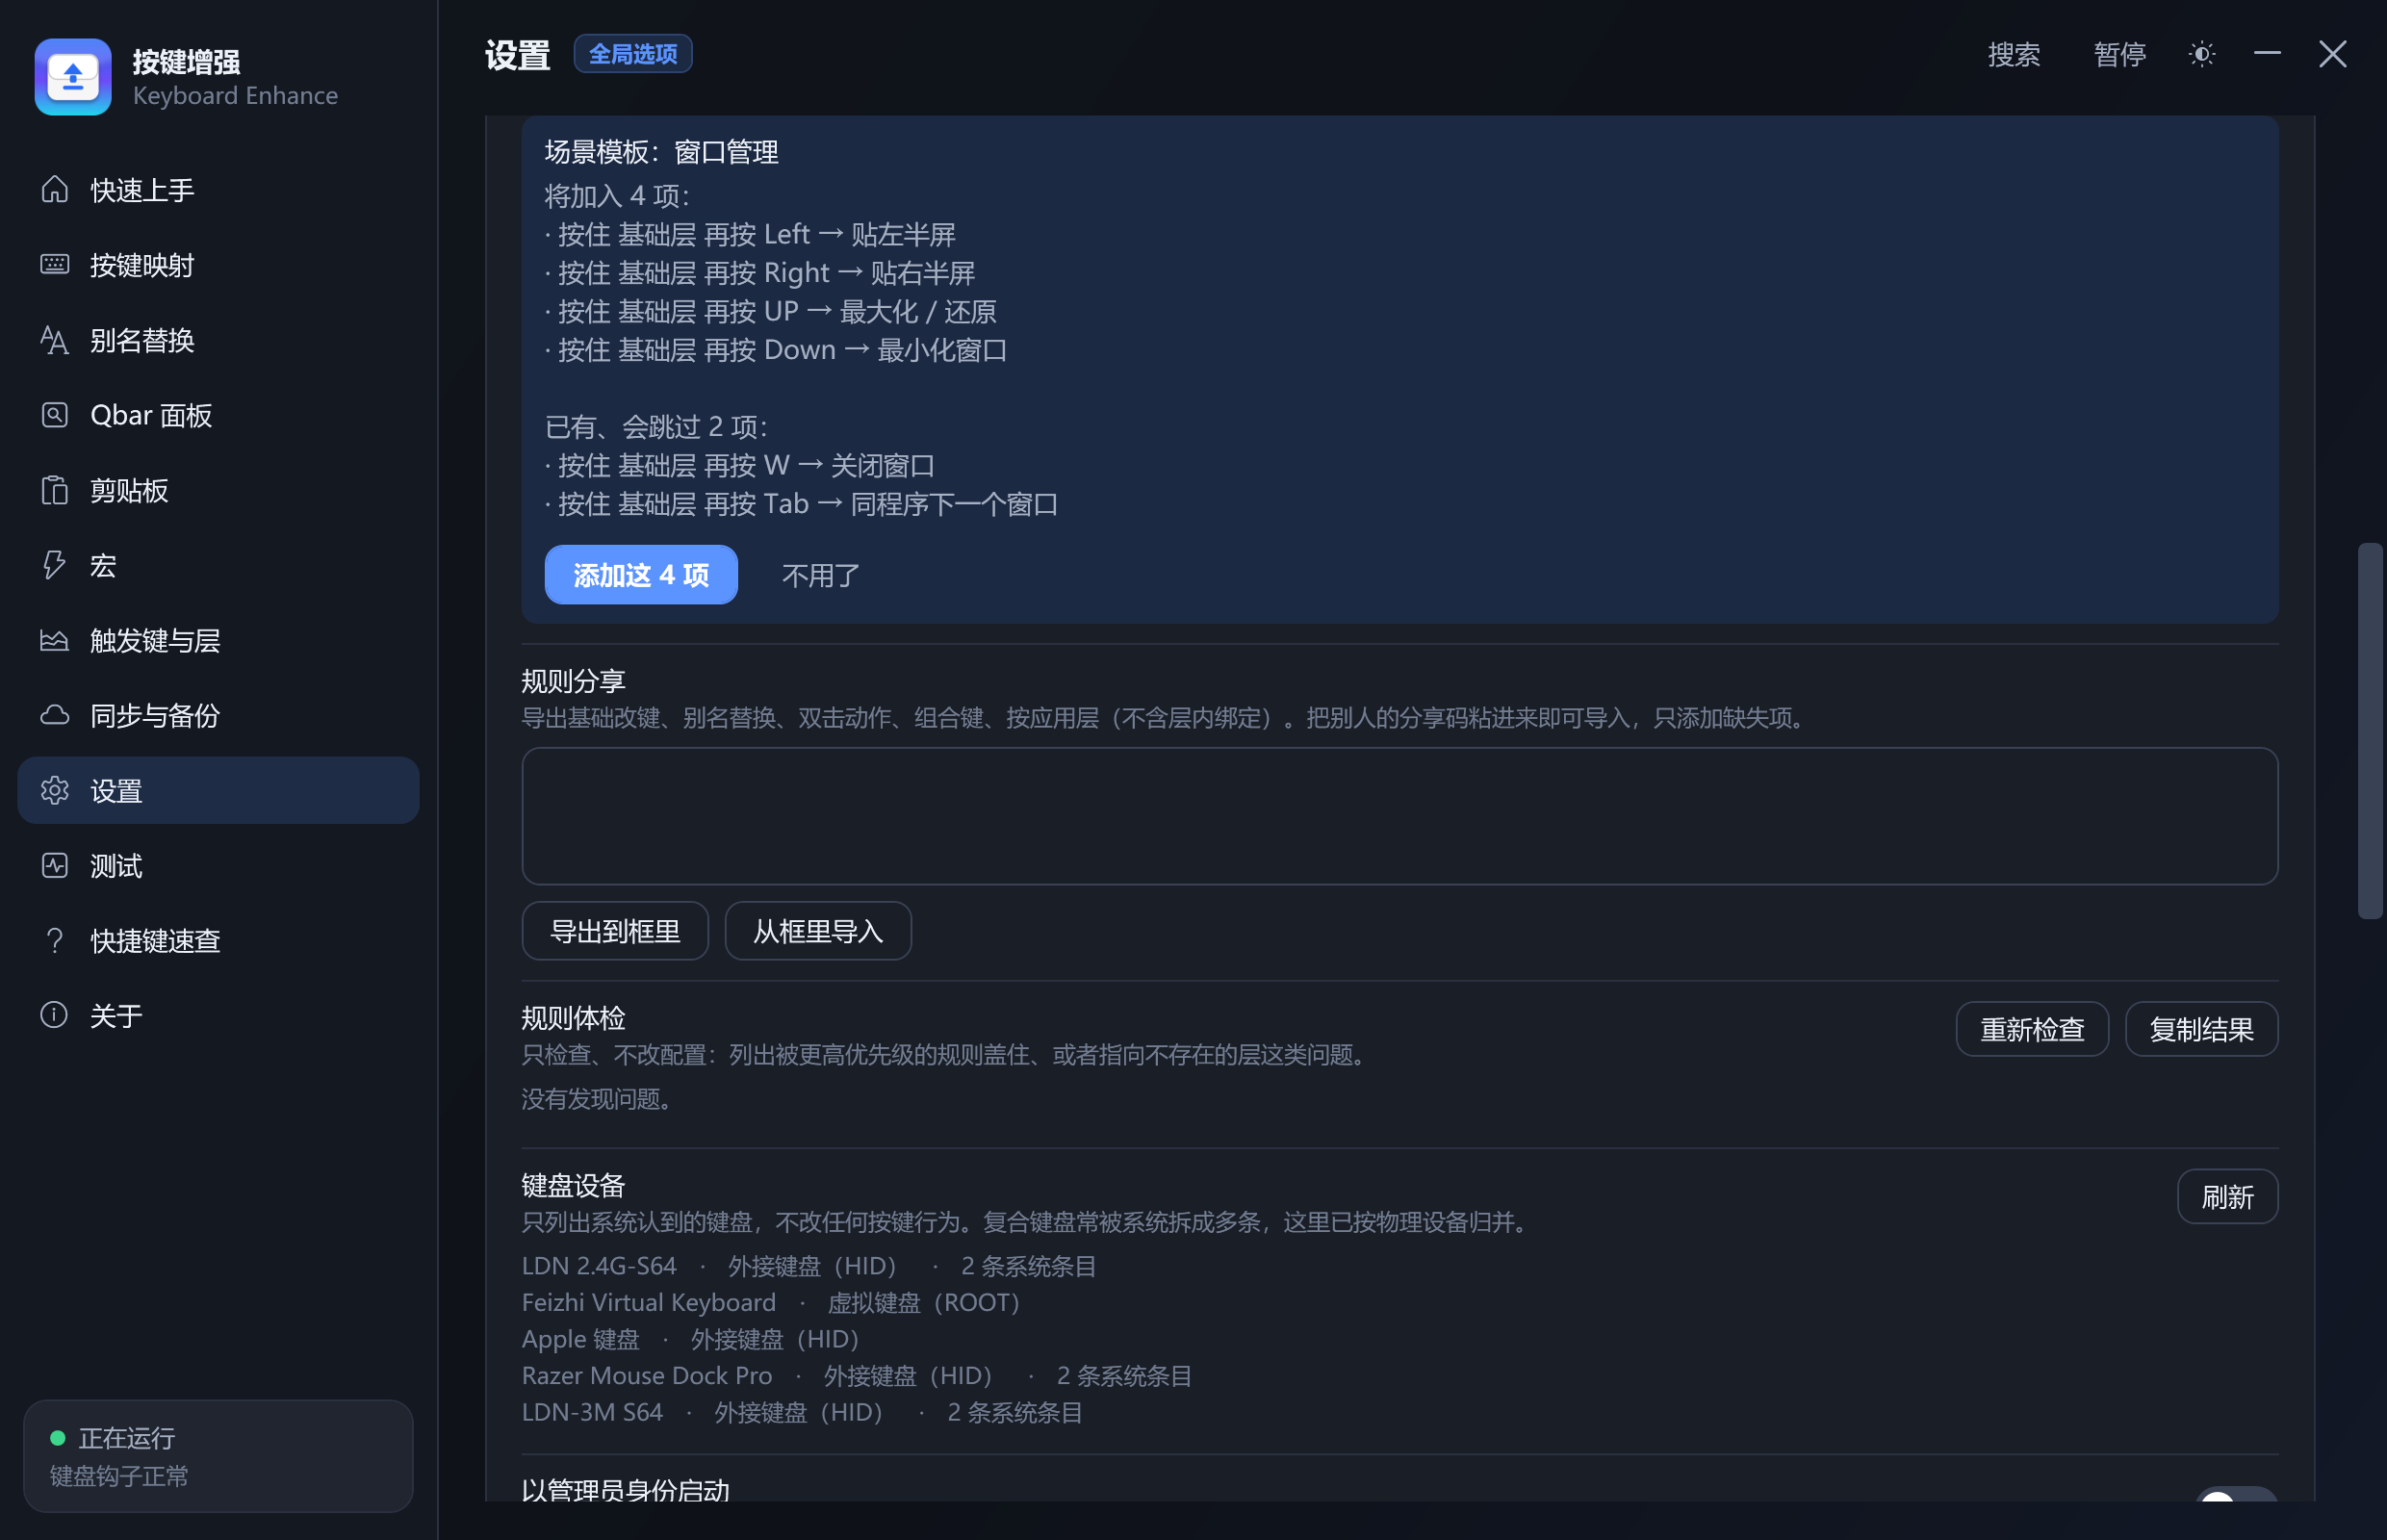 按键增强
Keyboard Enhance
快速上手
按键映射
别名替换
Qbar 面板
剪贴板
宏
触发键与层
同步与备份
设置
测试
快捷键速查
关于
正在运行
键盘钩子正常
设置 全局选项
搜索 暂停
场景模板：窗口管理
将加入 4 项：
· 按住 基础层 再按 Left → 贴左半屏
· 按住 基础层 再按 Right → 贴右半屏
· 按住 基础层 再按 UP → 最大化 / 还原
· 按住 基础层 再按 Down → 最小化窗口
已有、会跳过 2 项：
· 按住 基础层 再按 W → 关闭窗口
· 按住 基础层 再按 Tab → 同程序下一个窗口
添加这 4 项 不用了
规则分享
导出基础改键、别名替换、双击动作、组合键、按应用层（不含层内绑定）。把别人的分享码粘进来即可导入，只添加缺失项。
导出到框里 从框里导入
规则体检
只检查、不改配置：列出被更高优先级的规则盖住、或者指向不存在的层这类问题。
重新检查 复制结果
没有发现问题。
键盘设备
只列出系统认到的键盘，不改任何按键行为。复合键盘常被系统拆成多条，这里已按物理设备归并。
刷新
LDN 2.4G-S64 · 外接键盘（HID） · 2 条系统条目
Feizhi Virtual Keyboard · 虚拟键盘（ROOT）
Apple 键盘 · 外接键盘（HID）
Razer Mouse Dock Pro · 外接键盘（HID） · 2 条系统条目
LDN-3M S64 · 外接键盘（HID） · 2 条系统条目
以管理员身份启动